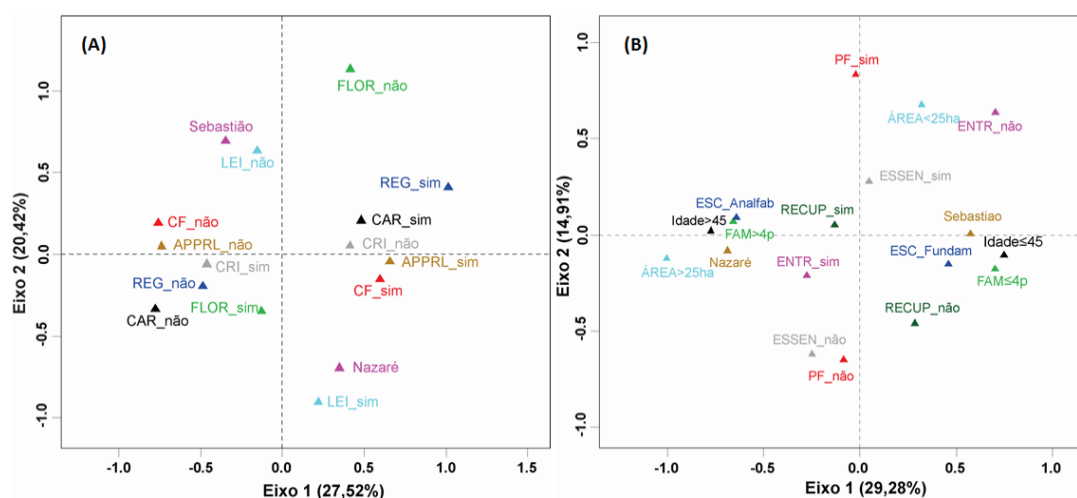 (A)
FLOR_não
Sebastião
LEI_não
REG_sim
CAR_sim
CF_não
CRI_não
APPRL_não
APPRL_sim
CRI_sim
CF_sim
REG_não
FLOR_sim
CAR_não
Nazaré
LEI_sim
Eixo 2 (20,42%)
1.0
0.5
0.0
-0.5
-1.0
-1.0 -0.5 0.0 0.5 1.0 1.5
Eixo 1 (27,52%)
(B)
PF_sim
ÁREA<25ha
ENTR_não
ESSEN_sim
ESC_Analfab
RECUP_sim
Idade>45
FAM>4p
Sebastiao
Idade≤45
Nazaré
ESC_Fundam
ÁREA>25ha
ENTR_sim
FAM≤4p
RECUP_não
ESSEN_não
PF_não
Eixo 2 (14,91%)
1.0
0.5
0.0
-0.5
-1.0
-1.0 -0.5 0.0 0.5 1.0
Eixo 1 (29,28%)